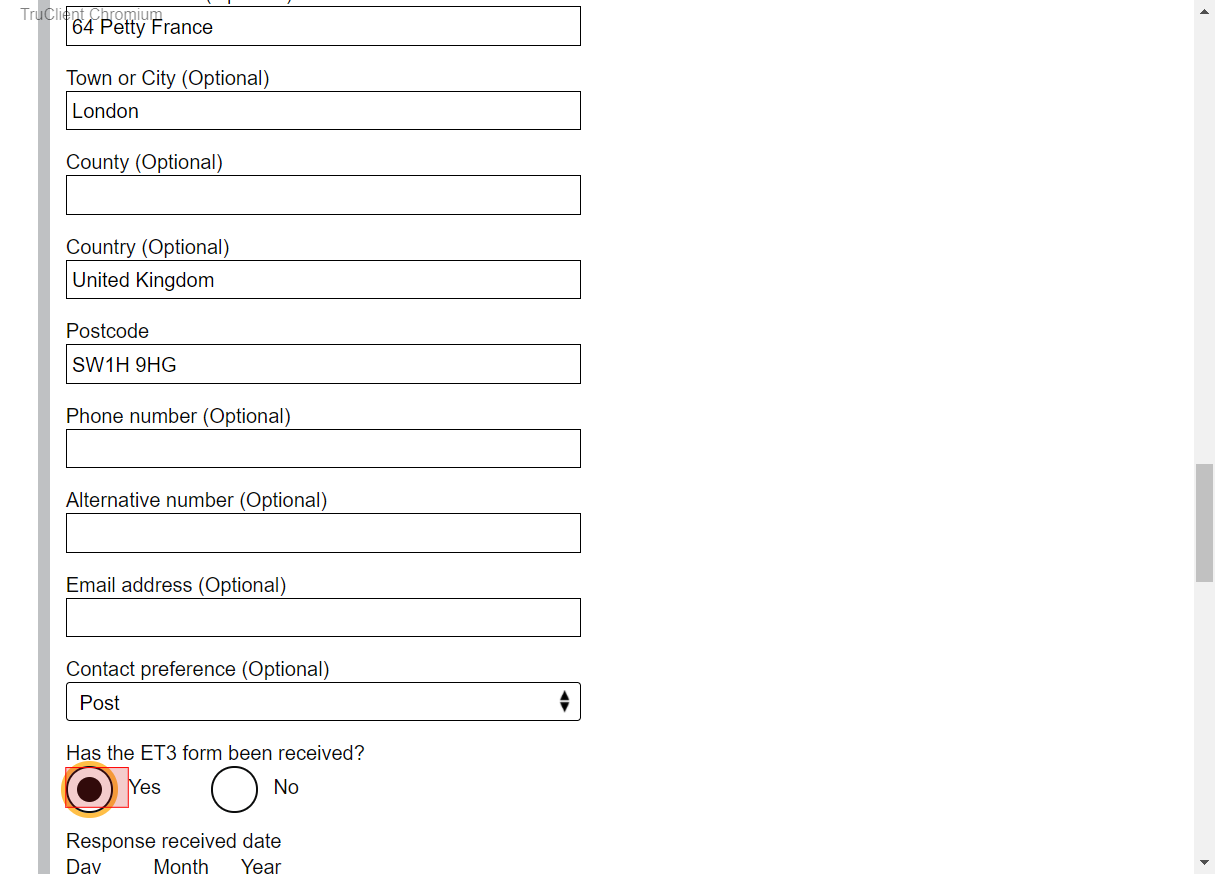 TruClient Chromium
64 Petty France
Town or City (Optional)
London
County (Optional)
Country (Optional)
United Kingdom
Postcode
SW1H 9HG
Phone number (Optional)
Alternative number (Optional)
Email address (Optional)
Contact preference (Optional)
Post
Has the ET3 form been received?
Yes No
Response received date
Day Month Year